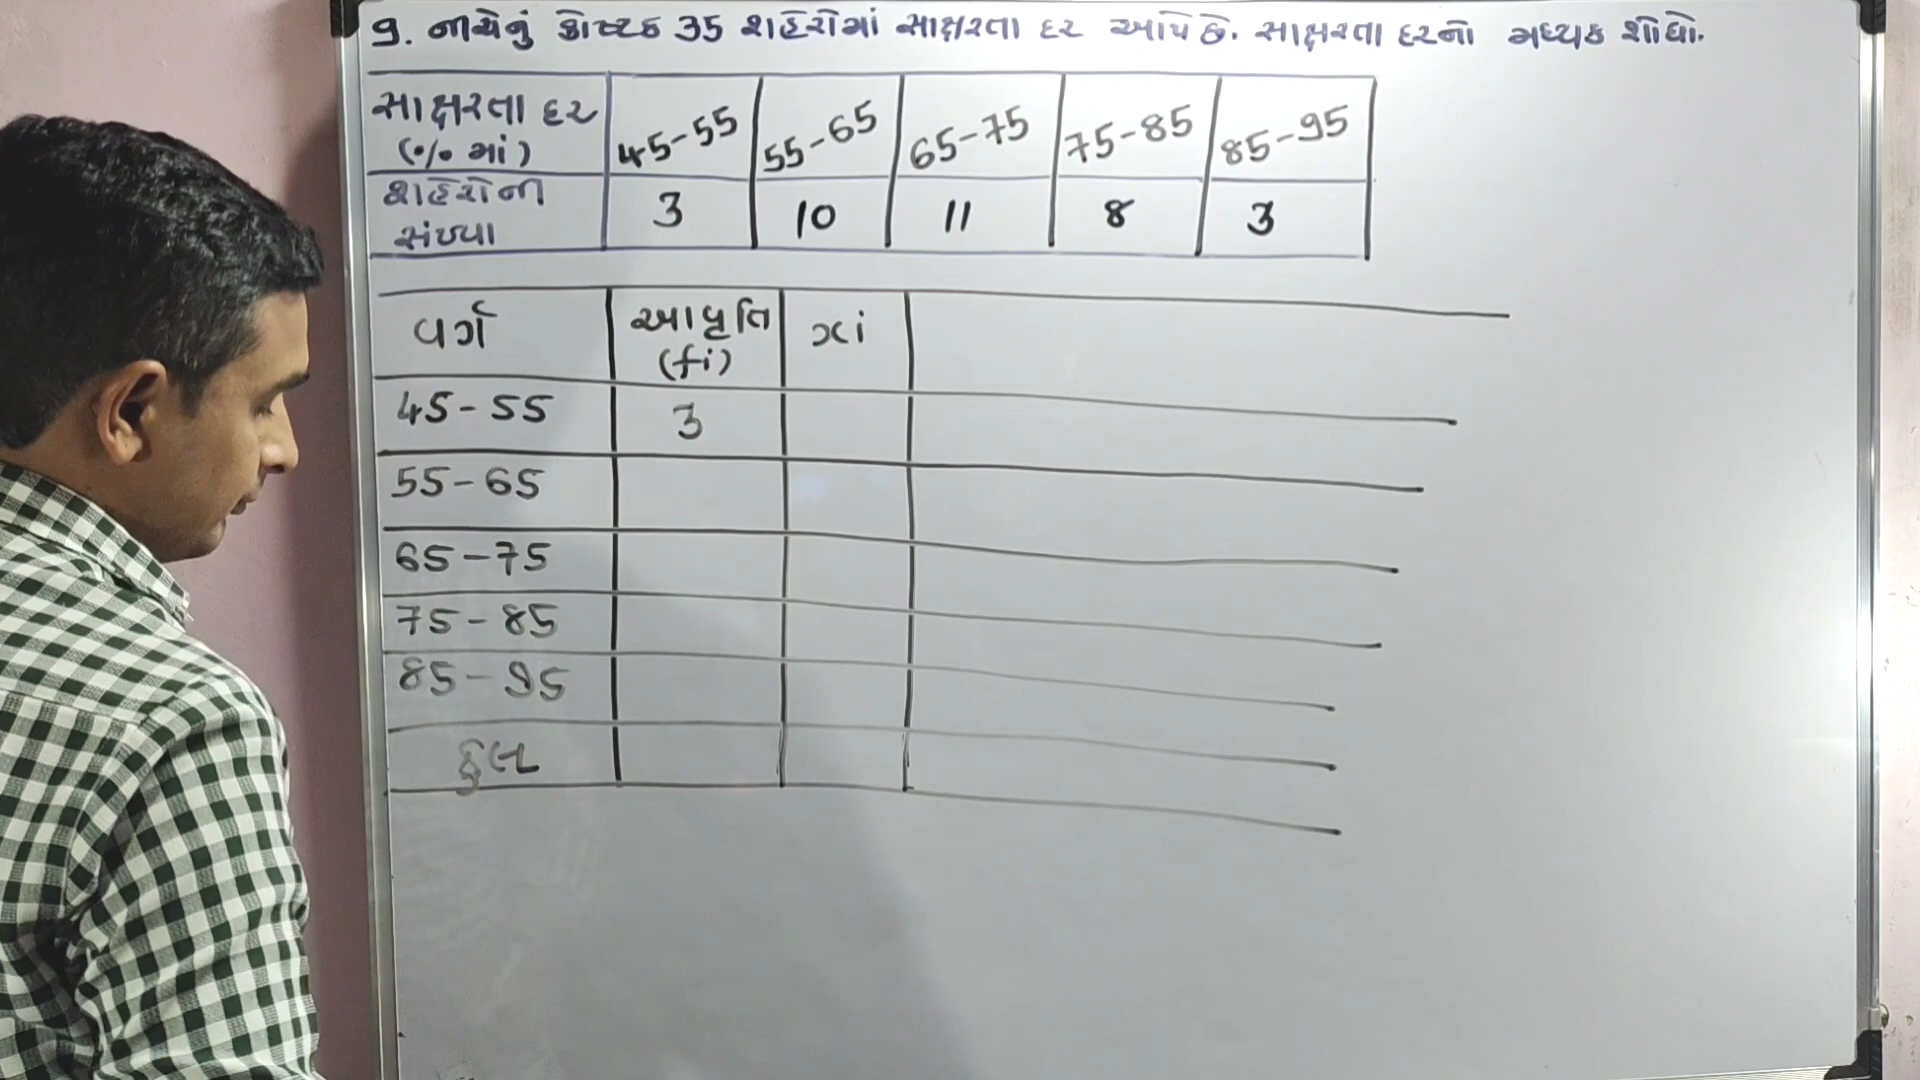 9. નીચેનું કોષ્ટક 35 શહેરોમાં સાક્ષરતા દર આપે છે. સાક્ષરતા દરનો મધ્યક શોધો.
સાક્ષરતા દર (% માં) 45-55 55-65 65-75 75-85 85-95
શહેરોની સંખ્યા 3 10 11 8 3
વર્ગ આવૃતિ (fi) xi
45-55 3
55-65
65-75
75-85
85-95
કુલ